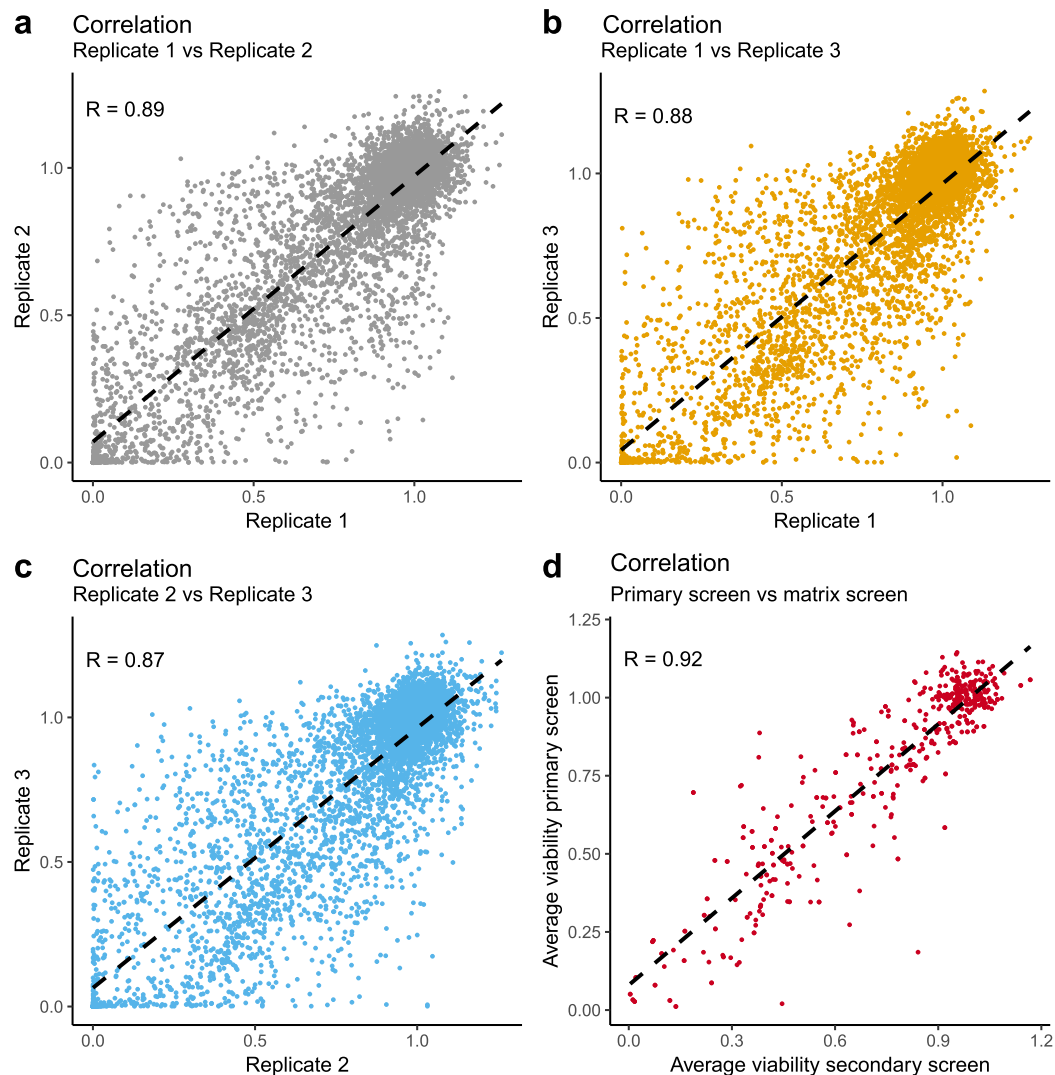 a
Correlation
Replicate 1 vs Replicate 2
R = 0.89
Replicate 2
1.0
0.5
0.0
0.0 0.5 1.0
Replicate 1
b
Correlation
Replicate 1 vs Replicate 3
R = 0.88
Replicate 3
1.0
0.5
0.0
0.0 0.5 1.0
Replicate 1
c
Correlation
Replicate 2 vs Replicate 3
R = 0.87
Replicate 3
1.0
0.5
0.0
0.0 0.5 1.0
Replicate 2
d
Correlation
Primary screen vs matrix screen
R = 0.92
Average viability primary screen
1.25
1.00
0.75
0.50
0.25
0.00
0.0 0.3 0.6 0.9 1.2
Average viability secondary screen